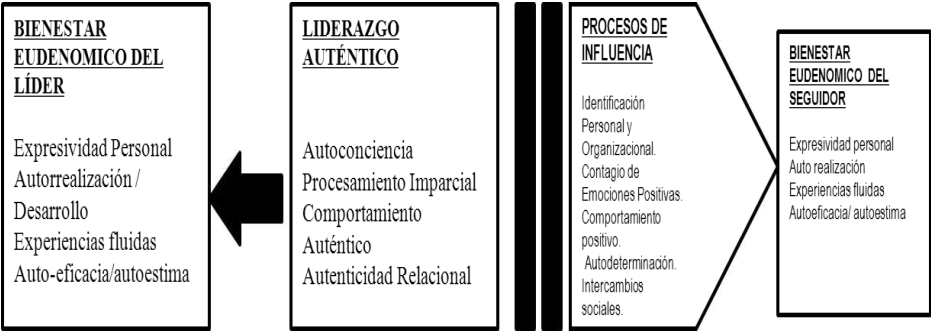 BIENESTAR
EUDENOMICO DEL
LÍDER
Expresividad Personal
Autorrealización /
Desarrollo
Experiencias fluidas
Auto-eficacia/autoestima
LIDERAZGO
AUTÉNTICO
Autoconciencia
Procesamiento Imparcial
Comportamiento
Auténtico
Autenticidad Relacional
PROCESOS DE
INFLUENCIA
Identificación
Personal y
Organizacional.
Contagio de
Emociones Positivas.
Comportamiento
positivo.
Autodeterminación.
Intercambios
sociales.
BIENESTAR
EUDENOMICO DEL
SEGUIDOR
Expresividad personal
Auto realización
Experiencias fluidas
Autoeficacia/ autoestima